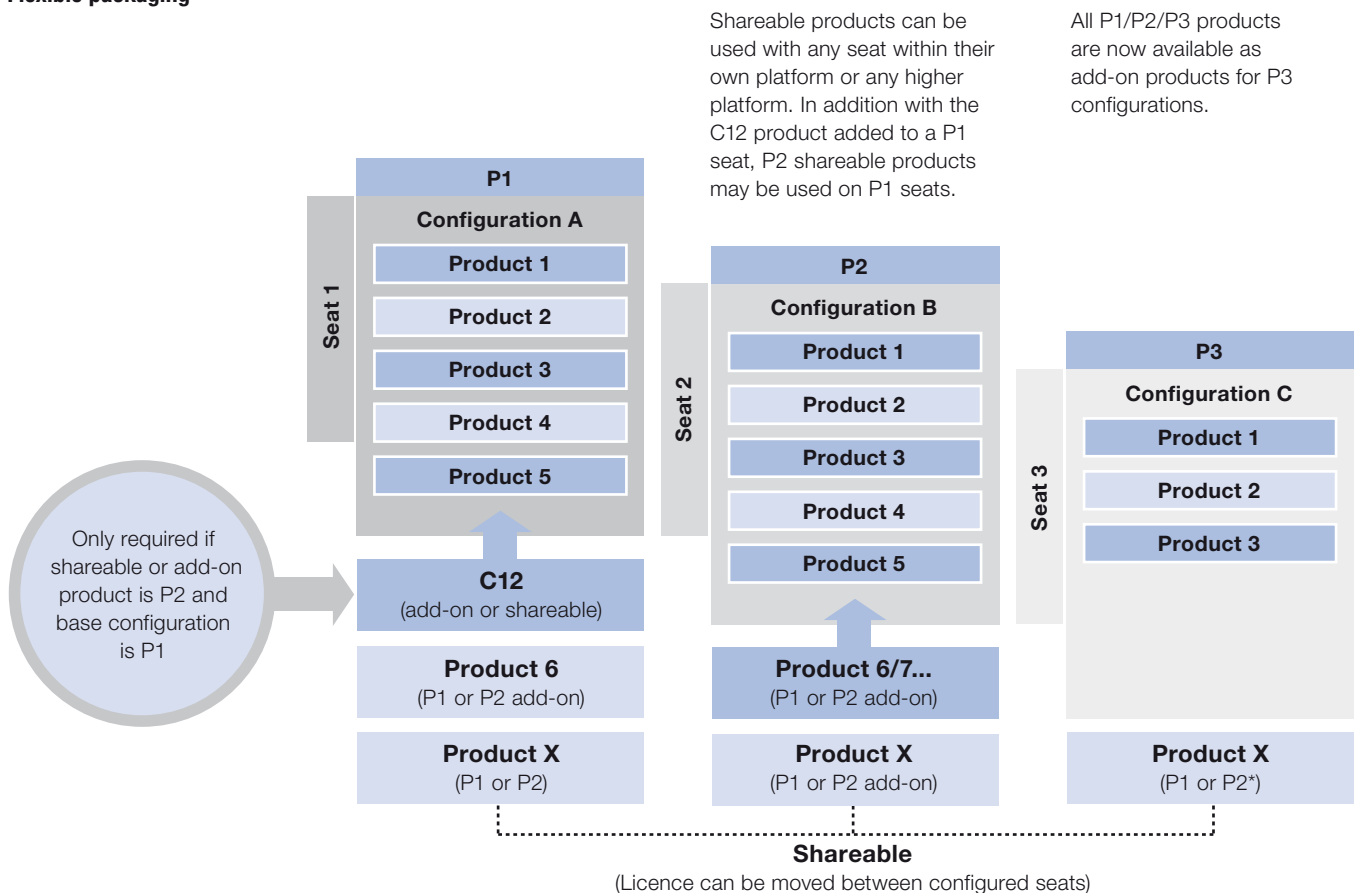 Flexible packaging
Shareable products can be
used with any seat within their
own platform or any higher
platform. In addition with the
C12 product added to a P1
seat, P2 shareable products
may be used on P1 seats.
All P1/P2/P3 products
are now available as
add-on products for P3
configurations.
P1
Configuration A
Seat 1
Product 1
Product 2
Product 3
Product 4
Product 5
Only required if
shareable or add-on
product is P2 and
base configuration
is P1
C12
(add-on or shareable)
Product 6
(P1 or P2 add-on)
Product X
(P1 or P2)
P2
Configuration B
Seat 2
Product 1
Product 2
Product 3
Product 4
Product 5
Product 6/7...
(P1 or P2 add-on)
Product X
(P1 or P2 add-on)
P3
Configuration C
Seat 3
Product 1
Product 2
Product 3
Product X
(P1 or P2*)
Shareable
(Licence can be moved between configured seats)